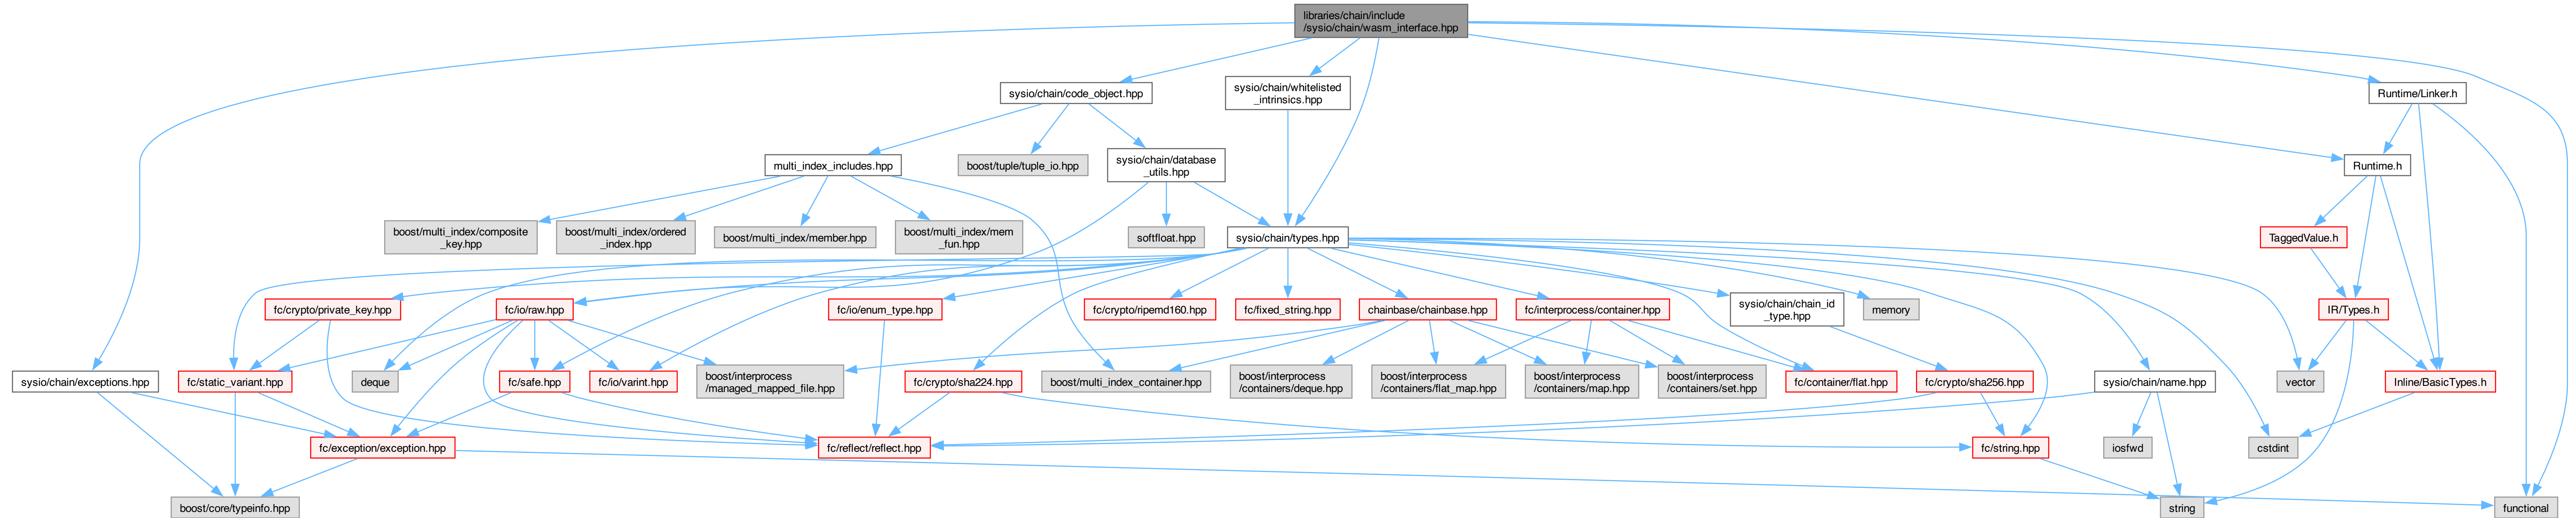 libraries/chain/include
/sysio/chain/wasm_interface.hpp
sysio/chain/code_object.hpp
sysio/chain/whitelisted
_intrinsics.hpp
Runtime/Linker.h
multi_index_includes.hpp
boost/tuple/tuple_io.hpp
sysio/chain/database
_utils.hpp
Runtime.h
boost/multi_index/composite
_key.hpp
boost/multi_index/ordered
_index.hpp
boost/multi_index/member.hpp
boost/multi_index/mem
_fun.hpp
softfloat.hpp
sysio/chain/types.hpp
TaggedValue.h
fc/crypto/private_key.hpp
fc/io/raw.hpp
fc/io/enum_type.hpp
fc/crypto/ripemd160.hpp
fc/fixed_string.hpp
chainbase/chainbase.hpp
fc/interprocess/container.hpp
sysio/chain/chain_id
_type.hpp
memory
IR/Types.h
sysio/chain/exceptions.hpp
fc/static_variant.hpp
deque
fc/safe.hpp
fc/io/varint.hpp
boost/interprocess
/managed_mapped_file.hpp
fc/crypto/sha224.hpp
boost/multi_index_container.hpp
boost/interprocess
/containers/deque.hpp
boost/interprocess
/containers/flat_map.hpp
boost/interprocess
/containers/map.hpp
boost/interprocess
/containers/set.hpp
fc/container/flat.hpp
fc/crypto/sha256.hpp
sysio/chain/name.hpp
vector
Inline/BasicTypes.h
fc/exception/exception.hpp
fc/reflect/reflect.hpp
fc/string.hpp
iosfwd
cstdint
boost/core/typeinfo.hpp
string
functional